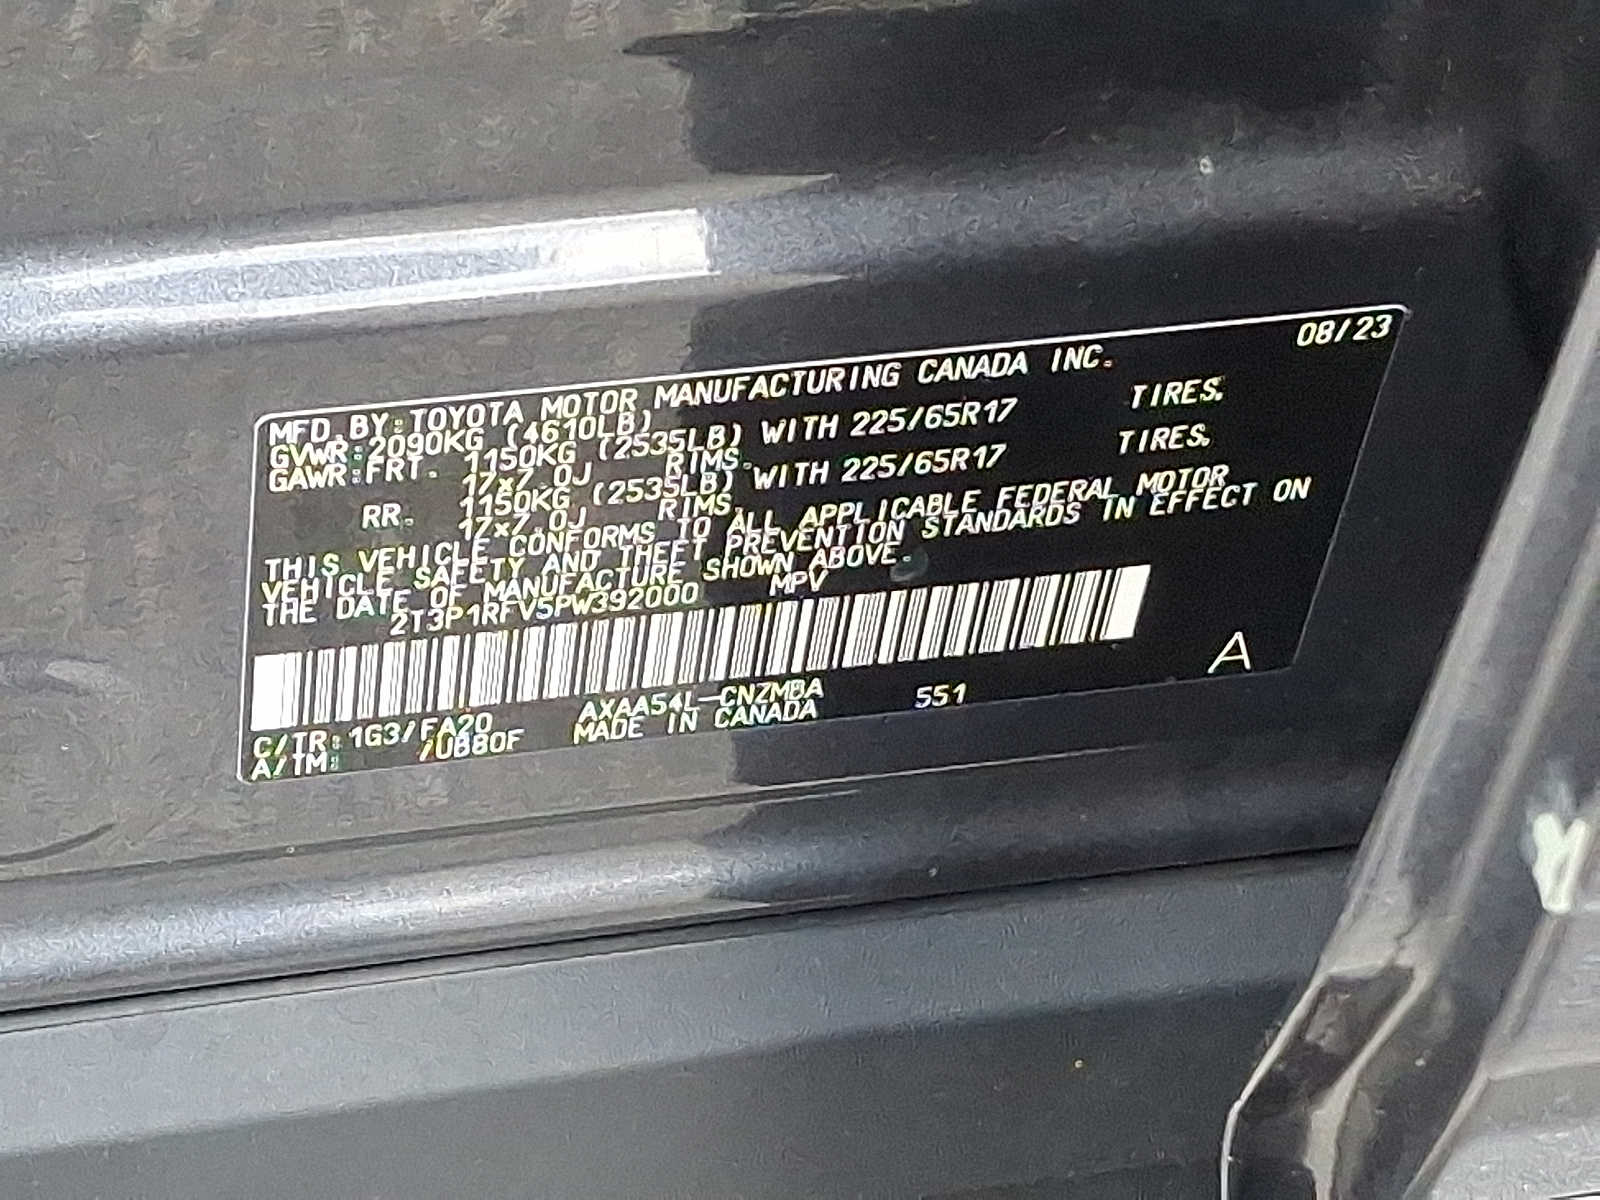 08/23
MFD. BY: TOYOTA MOTOR MANUFACTURING CANADA INC.
GVWR: 2090KG (4610LB)
GAWR: FRT. 1150KG (2535LB) WITH 225/65R17 TIRES.
17x7.0J RIMS.
RR. 1150KG (2535LB) WITH 225/65R17 TIRES.
17x7.0J RIMS.
THIS VEHICLE CONFORMS TO ALL APPLICABLE FEDERAL MOTOR
VEHICLE SAFETY AND THEFT PREVENTION STANDARDS IN EFFECT ON
THE DATE OF MANUFACTURE SHOWN ABOVE.
2T3P1RFV5PW392000 MPV
A
C/TR: 1G3/FA20 AXAA54L-CNZMBA 551
A/TM: /UB80F MADE IN CANADA